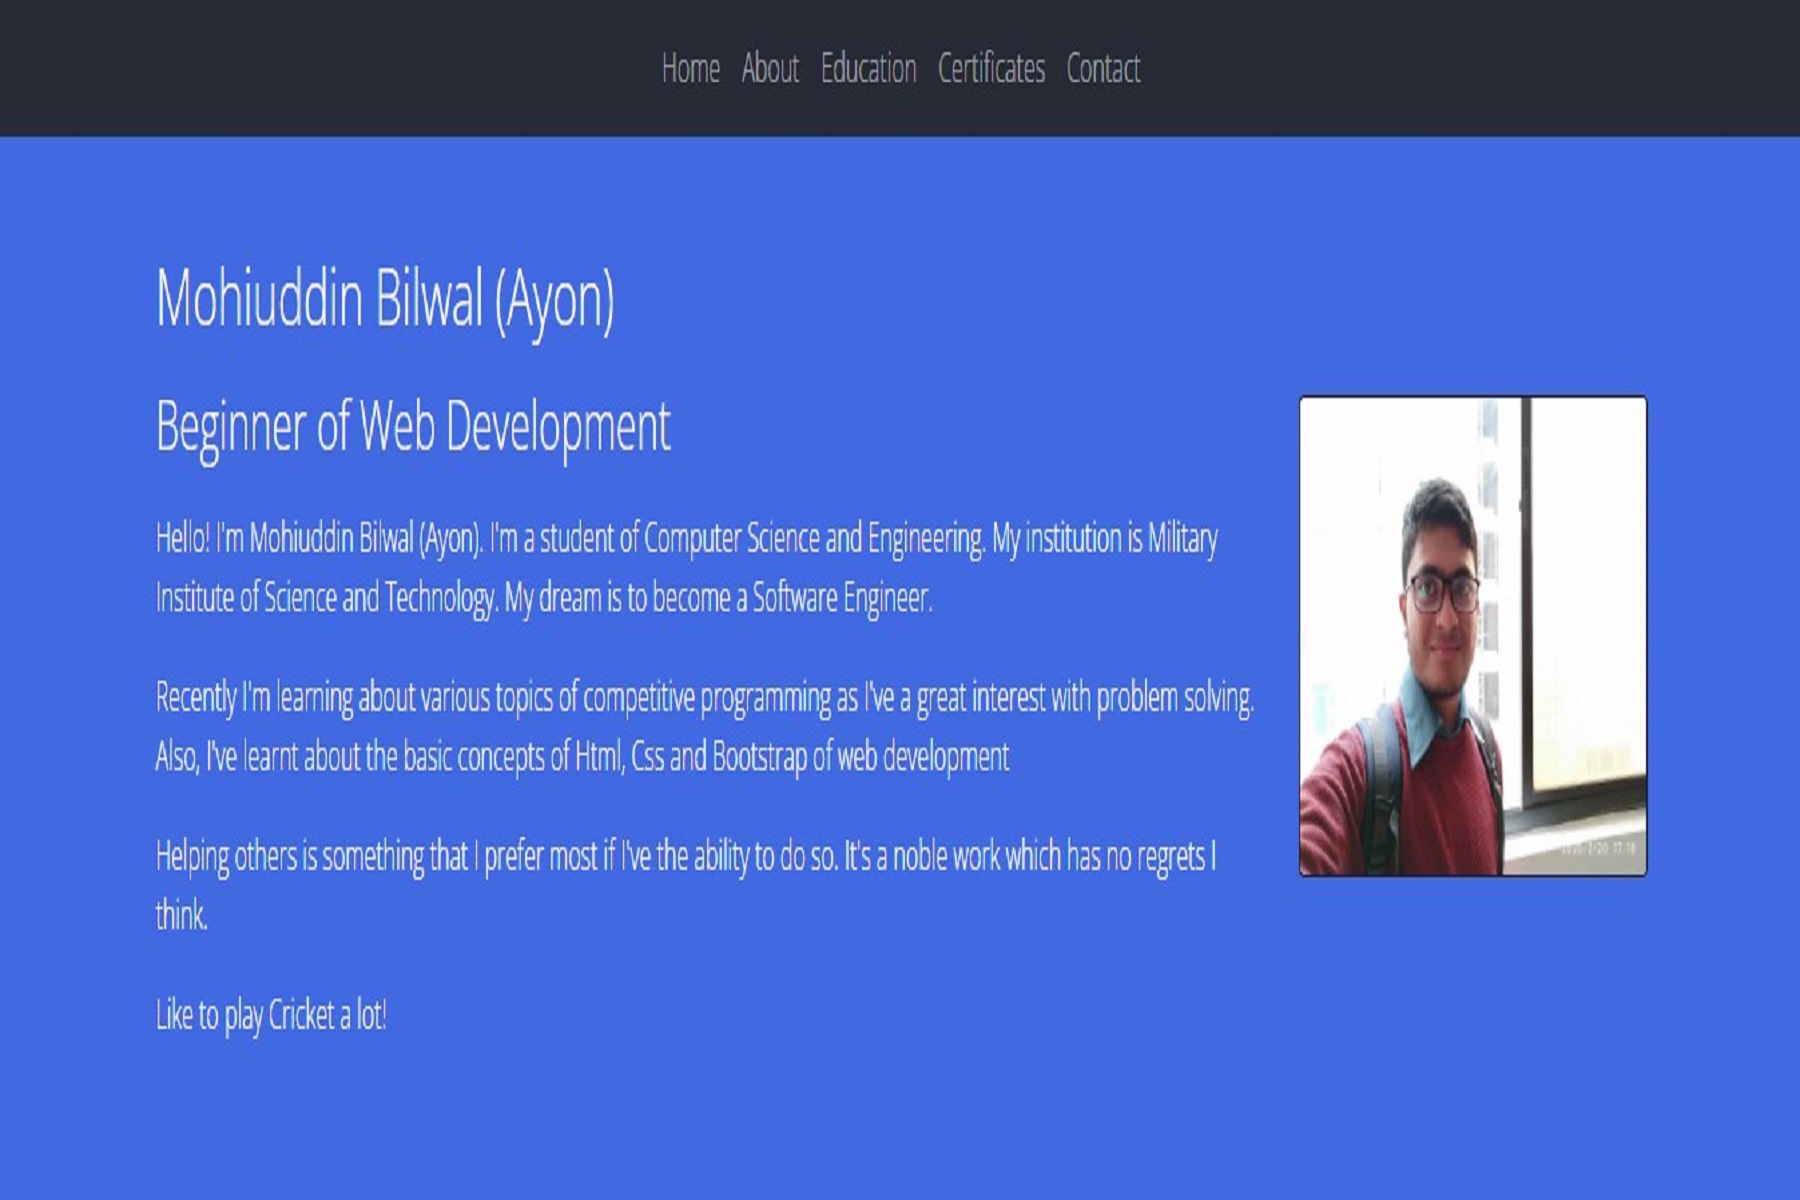 Home About Education Certificates Contact
Mohiuddin Bilwal (Ayon)
Beginner of Web Development
Hello! I'm Mohiuddin Bilwal (Ayon). I'm a student of Computer Science and Engineering. My institution is Military
Institute of Science and Technology. My dream is to become a Software Engineer.
Recently I'm learning about various topics of competitive programming as I've a great interest with problem solving.
Also, I've learnt about the basic concepts of Html, Css and Bootstrap of web development
Helping others is something that I prefer most if I've the ability to do so. It's a noble work which has no regrets I
think.
Like to play Cricket a lot!